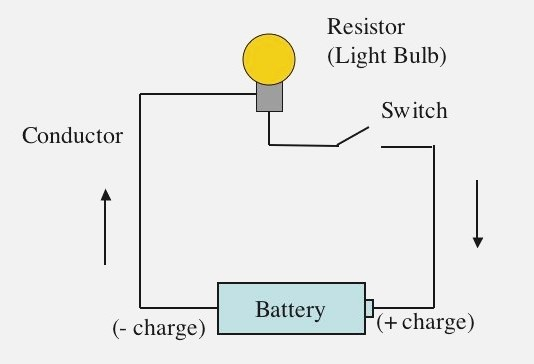 Resistor
(Light Bulb)
Switch
Conductor
Battery
(- charge)
(+ charge)